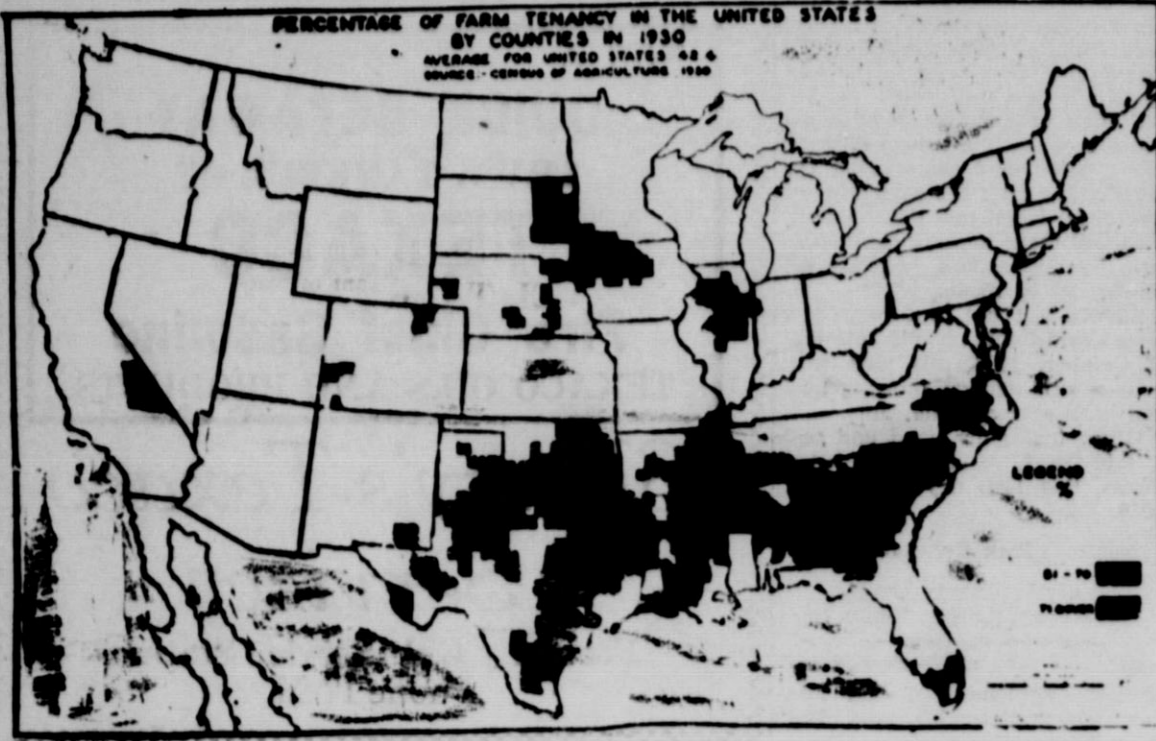 PERCENTAGE OF FARM TENANCY IN THE UNITED STATES
BY COUNTIES IN 1930
AVERAGE FOR UNITED STATES 42.4
SOURCE - CENSUS OF AGRICULTURE 1930
LEGEND
%
51 - 70
71 OVER